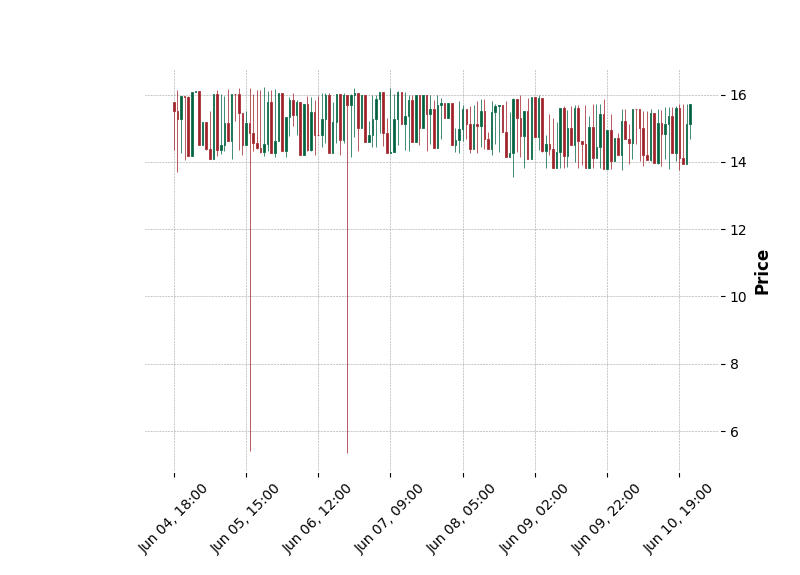 16
14
12
10
8
6
Price
Jun 04, 18:00
Jun 05, 15:00
Jun 06, 12:00
Jun 07, 09:00
Jun 08, 05:00
Jun 09, 02:00
Jun 09, 22:00
Jun 10, 19:00